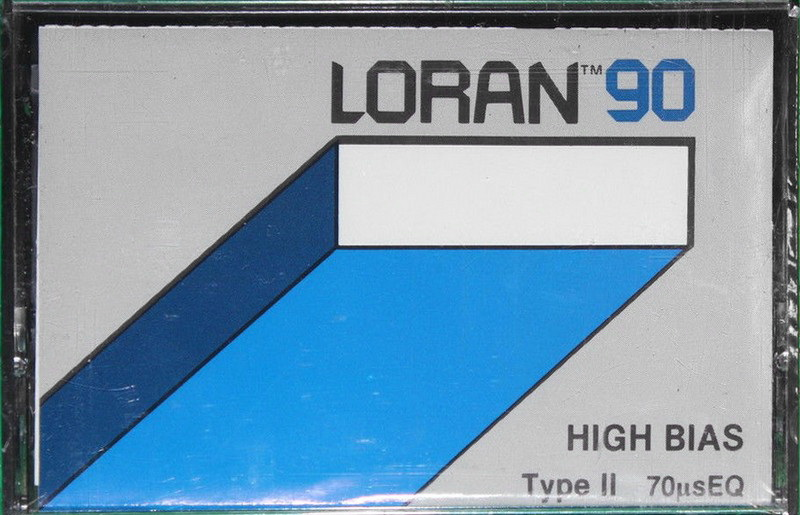 LORAN™90
HIGH BIAS
Type II 70µsEQ